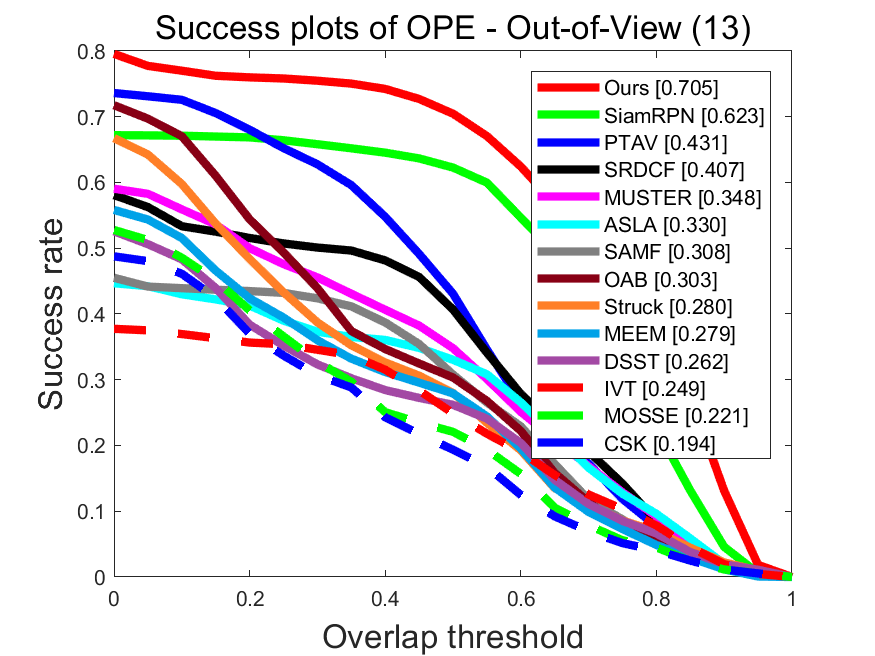 Success plots of OPE - Out-of-View (13)
0.8
0.7
0.6
0.5
0.4
0.3
0.2
0.1
0
Success rate
Ours [0.705]
SiamRPN [0.623]
PTAV [0.431]
SRDCF [0.407]
MUSTER [0.348]
ASLA [0.330]
SAMF [0.308]
OAB [0.303]
Struck [0.280]
MEEM [0.279]
DSST [0.262]
IVT [0.249]
MOSSE [0.221]
CSK [0.194]
0 0.2 0.4 0.6 0.8 1
Overlap threshold